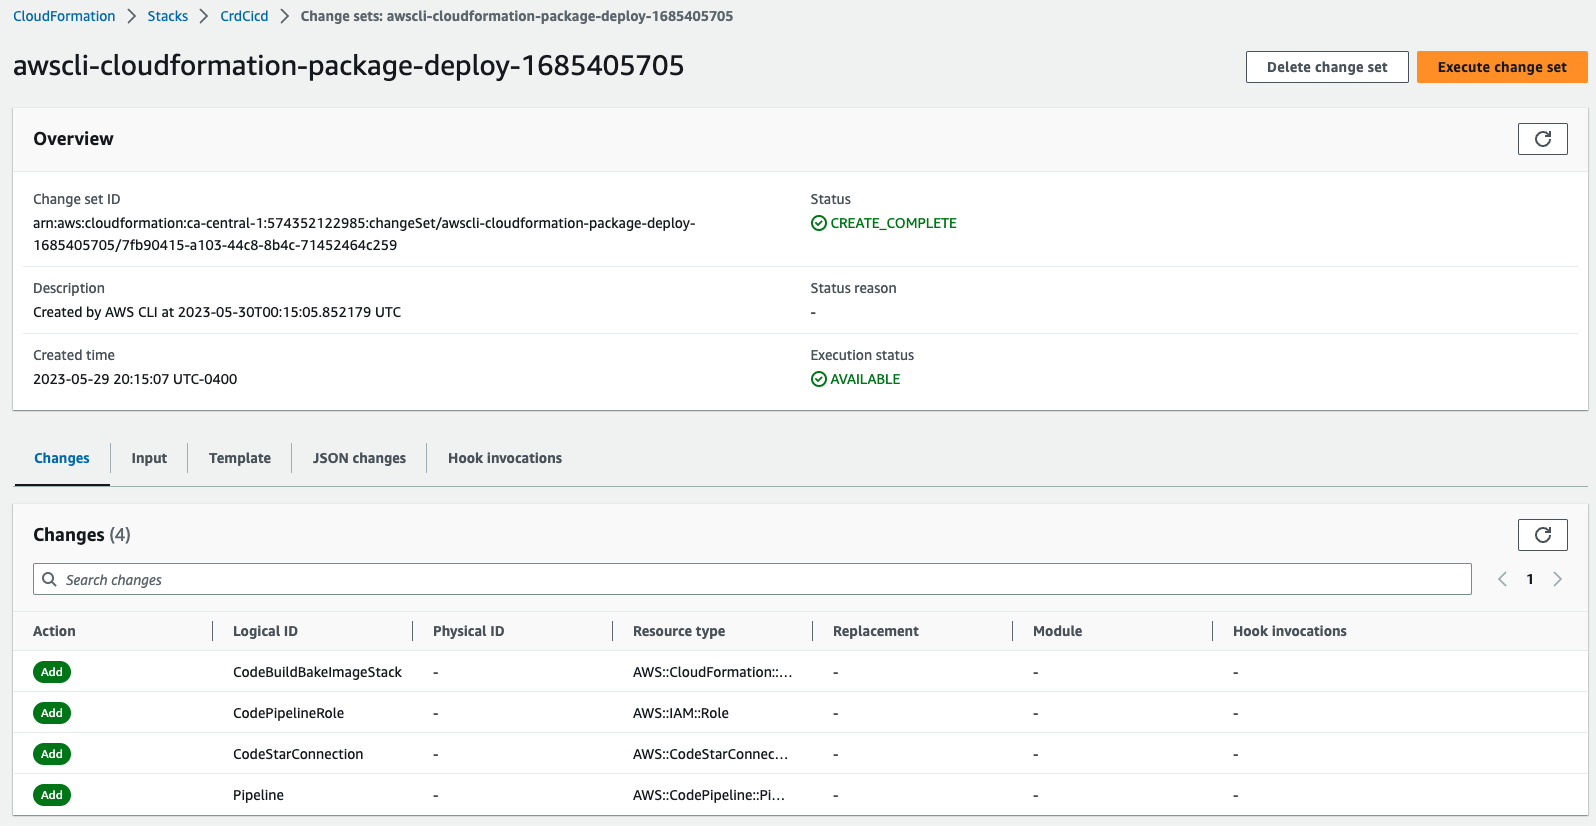 CloudFormation > Stacks > CrdCicd > Change sets: awscli-cloudformation-package-deploy-1685405705
awscli-cloudformation-package-deploy-1685405705
Delete change set
Execute change set
Overview
Change set ID
arn:aws:cloudformation:ca-central-1:574352122985:changeSet/awscli-cloudformation-package-deploy-
1685405705/7fb90415-a103-44c8-8b4c-71452464c259
Status
CREATE_COMPLETE
Description
Created by AWS CLI at 2023-05-30T00:15:05.852179 UTC
Status reason
-
Created time
2023-05-29 20:15:07 UTC-0400
Execution status
AVAILABLE
Changes Input Template JSON changes Hook invocations
Changes (4)
Search changes
< 1 >
Action Logical ID Physical ID Resource type Replacement Module Hook invocations
Add CodeBuildBakeImageStack - AWS::CloudFormation::... - - -
Add CodePipelineRole - AWS::IAM::Role - - -
Add CodeStarConnection - AWS::CodeStarConnec... - - -
Add Pipeline - AWS::CodePipeline::Pi... - - -